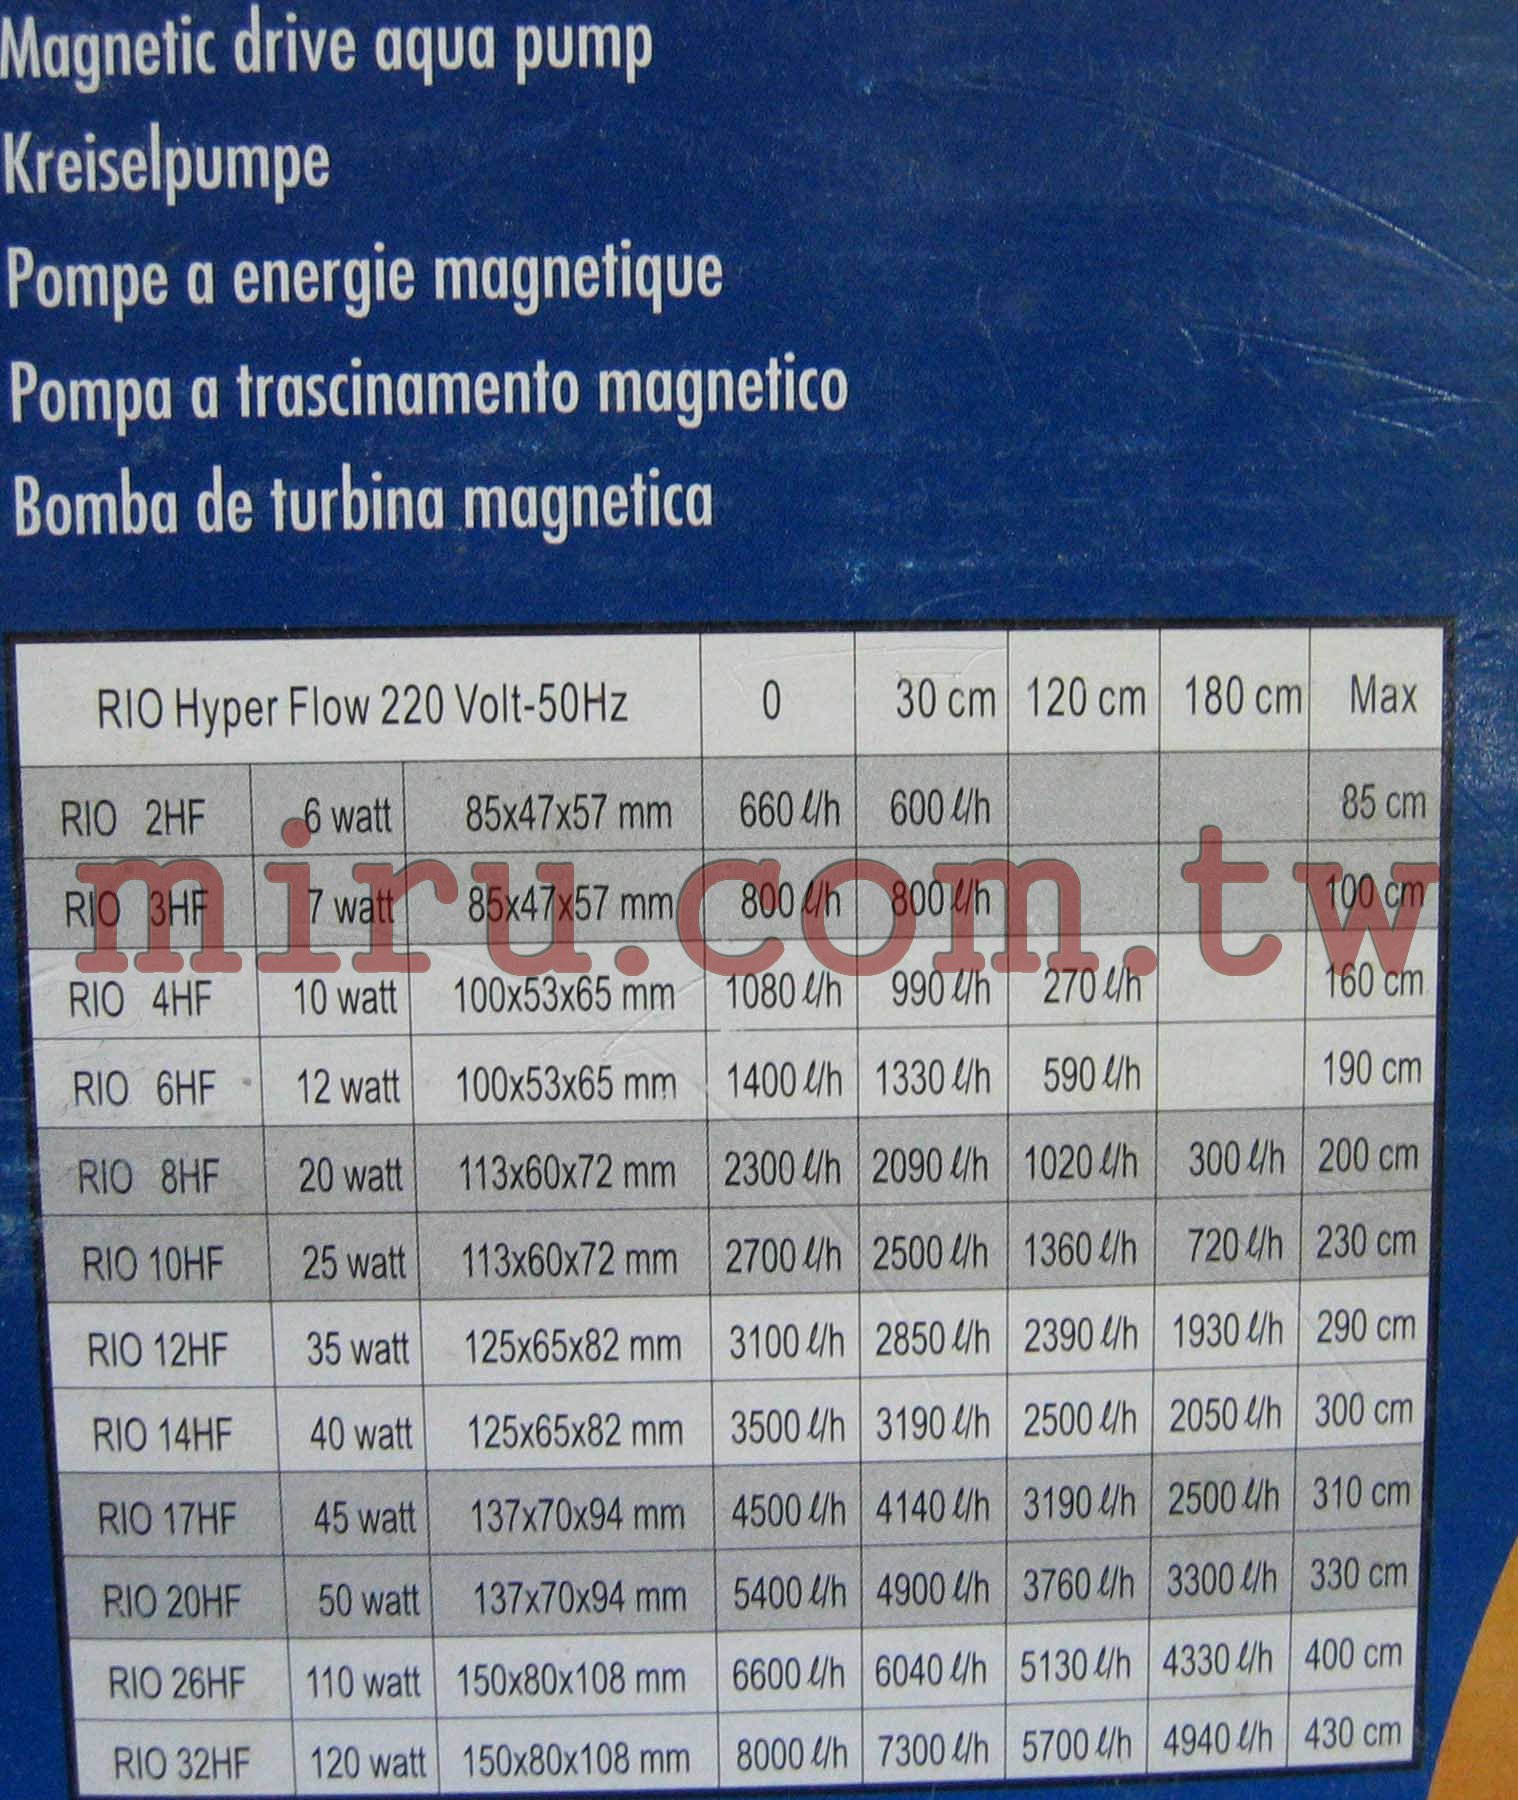 Magnetic drive aqua pump
Kreiselpumpe
Pompe a energie magnetique
Pompa a trascinamento magnetico
Bomba de turbina magnetica
RIO Hyper Flow 220 Volt-50Hz 0 30 cm 120 cm 180 cm Max
RIO 2HF 6 watt 85x47x57 mm 660 ℓ/h 600 ℓ/h 85 cm
RIO 3HF 7 watt 85x47x57 mm 800 ℓ/h 800 ℓ/h 100 cm
miru.com.tw
RIO 4HF 10 watt 100x53x65 mm 1080 ℓ/h 990 ℓ/h 270 ℓ/h 160 cm
RIO 6HF 12 watt 100x53x65 mm 1400 ℓ/h 1330 ℓ/h 590 ℓ/h 190 cm
RIO 8HF 20 watt 113x60x72 mm 2300 ℓ/h 2090 ℓ/h 1020 ℓ/h 300 ℓ/h 200 cm
RIO 10HF 25 watt 113x60x72 mm 2700 ℓ/h 2500 ℓ/h 1360 ℓ/h 720 ℓ/h 230 cm
RIO 12HF 35 watt 125x65x82 mm 3100 ℓ/h 2850 ℓ/h 2390 ℓ/h 1930 ℓ/h 290 cm
RIO 14HF 40 watt 125x65x82 mm 3500 ℓ/h 3190 ℓ/h 2500 ℓ/h 2050 ℓ/h 300 cm
RIO 17HF 45 watt 137x70x94 mm 4500 ℓ/h 4140 ℓ/h 3190 ℓ/h 2500 ℓ/h 310 cm
RIO 20HF 50 watt 137x70x94 mm 5400 ℓ/h 4900 ℓ/h 3760 ℓ/h 3300 ℓ/h 330 cm
RIO 26HF 110 watt 150x80x108 mm 6600 ℓ/h 6040 ℓ/h 5130 ℓ/h 4330 ℓ/h 400 cm
RIO 32HF 120 watt 150x80x108 mm 8000 ℓ/h 7300 ℓ/h 5700 ℓ/h 4940 ℓ/h 430 cm